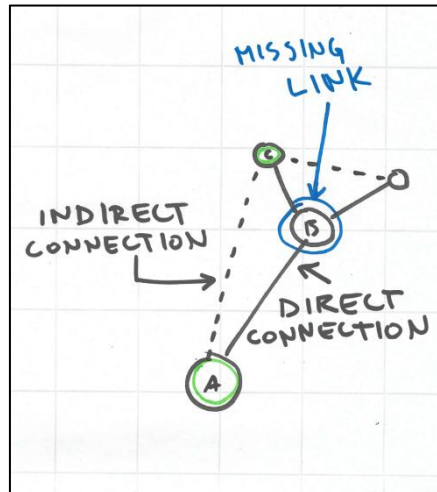 MISSING
LINK
C
B
INDIRECT
CONNECTION
DIRECT
CONNECTION
A